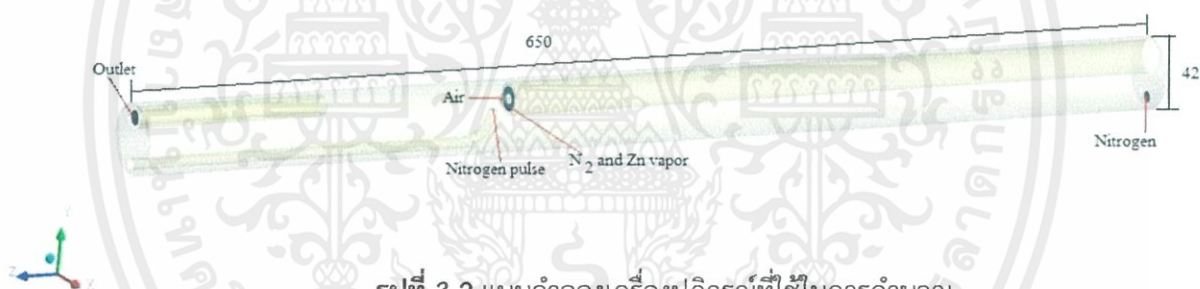 650
Outlet
42
Air
Nitrogen
N2 and Zn vapor
Nitrogen pulse
Y
Z
X
รูปที่ 3.2 แบบจำลองเครื่องปฏิกรณ์ที่ใช้ในการคำนวณ